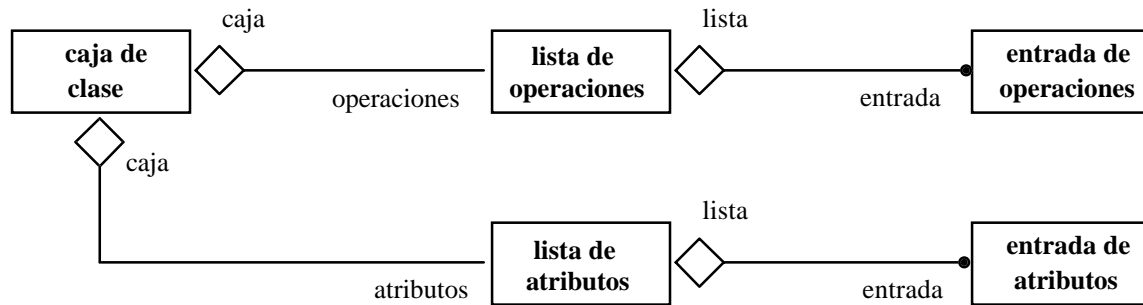 caja
lista
caja de
clase
lista de
operaciones
entrada de
operaciones
operaciones
entrada
caja
lista
lista de
atributos
entrada de
atributos
atributos
entrada